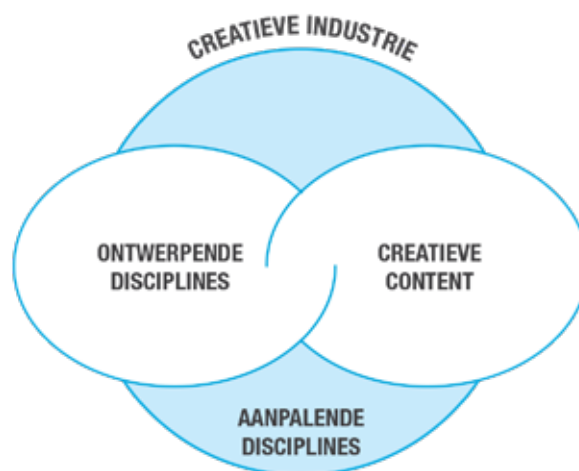 CREATIEVE INDUSTRIE
ONTWERPENDE
DISCIPLINES
CREATIEVE
CONTENT
AANPALENDE
DISCIPLINES